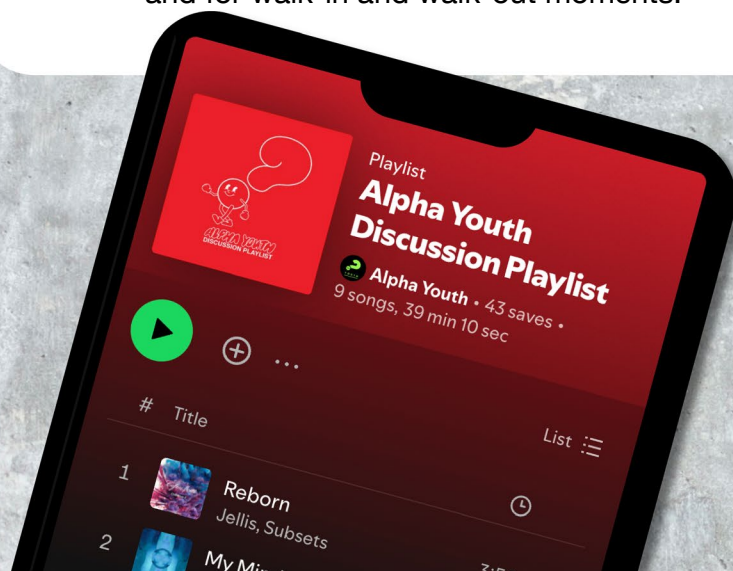 and for walk-in and walk-out moments.
Playlist
Alpha Youth
Discussion Playlist
Alpha Youth • 43 saves •
9 songs, 39 min 10 sec
ALPHA YOUTH
DISCUSSION PLAYLIST
# Title
List
1
Reborn
Jellis, Subsets
2
My